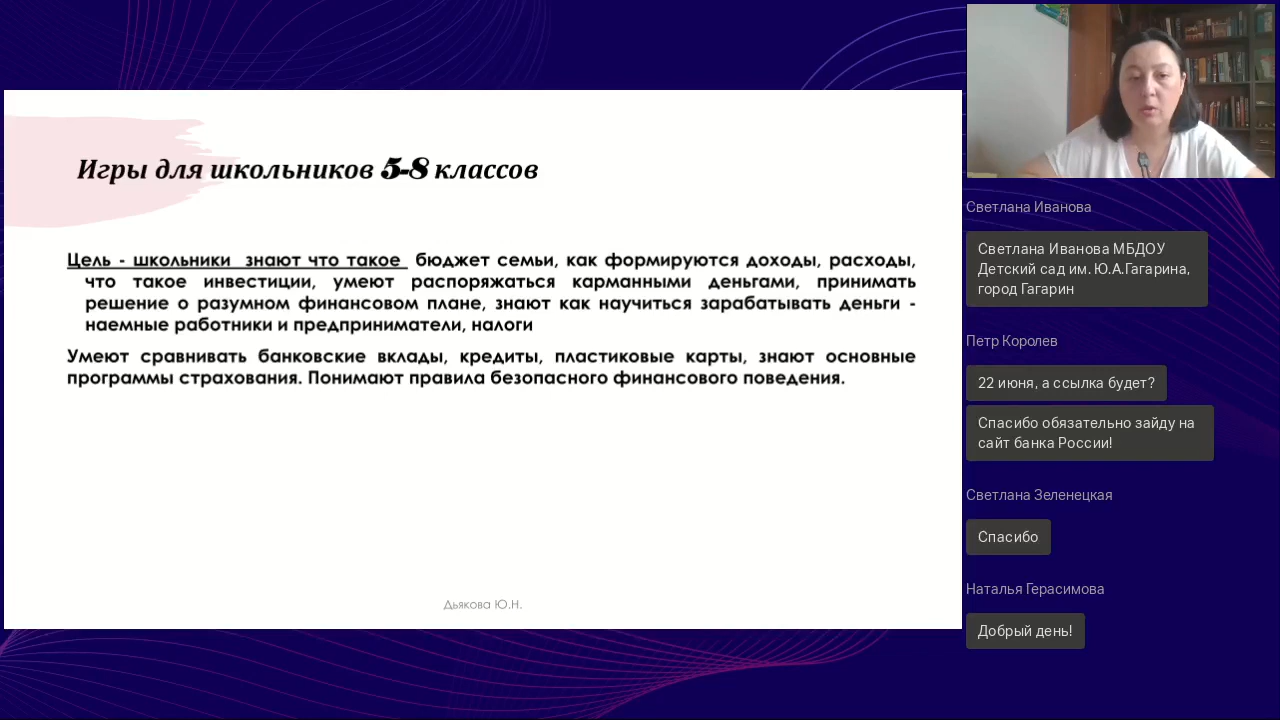 Игры для школьников 5-8 классов
Цель - школьники знают что такое бюджет семьи, как формируются доходы, расходы,
что такое инвестиции, умеют распоряжаться карманными деньгами, принимать
решение о разумном финансовом плане, знают как научиться зарабатывать деньги -
наемные работники и предприниматели, налоги
Умеют сравнивать банковские вклады, кредиты, пластиковые карты, знают основные
программы страхования. Понимают правила безопасного финансового поведения.
Дьякова Ю.Н.
Светлана Иванова
Светлана Иванова МБДОУ
Детский сад им. Ю.А.Гагарина,
город Гагарин
Петр Королев
22 июня, а ссылка будет?
Спасибо обязательно зайду на
сайт банка России!
Светлана Зеленецкая
Спасибо
Наталья Герасимова
Добрый день!